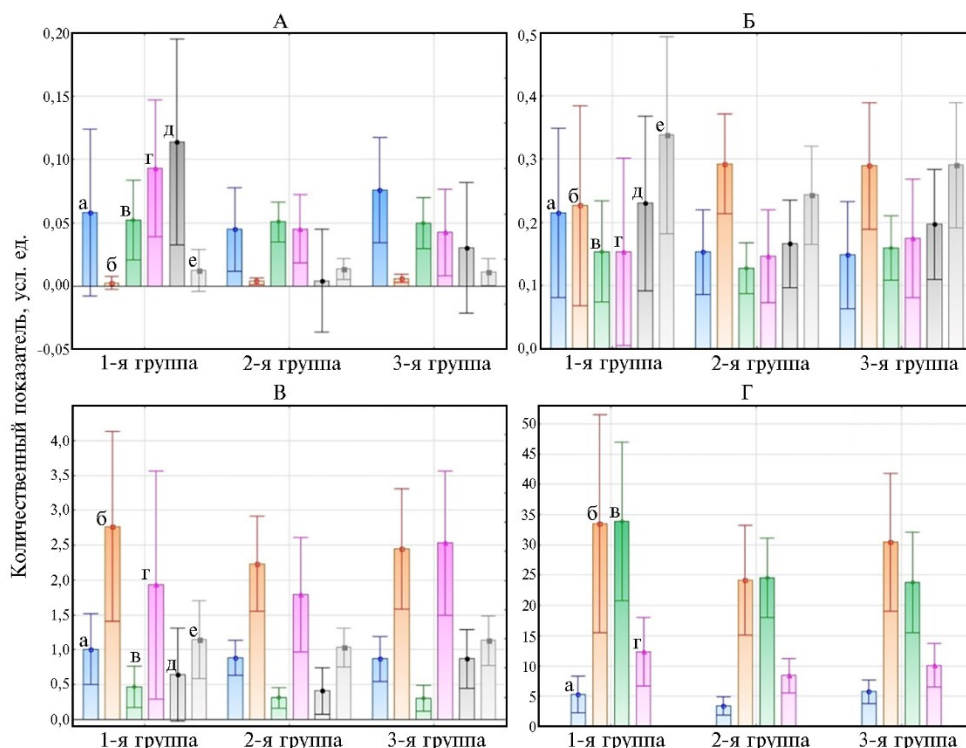 Количественный показатель, усл. ед.
А
0,20
0,15
0,10
0,05
0,00
-0,05
а
б
в
г
д
е
1-я группа 2-я группа 3-я группа
Б
0,5
0,4
0,3
0,2
0,1
0,0
а
б
в
г
д
е
1-я группа 2-я группа 3-я группа
В
4,0
3,5
3,0
2,5
2,0
1,5
1,0
0,5
0,0
а
б
в
г
д
е
1-я группа 2-я группа 3-я группа
Г
50
45
40
35
30
25
20
15
10
5
0
а
б
в
г
1-я группа 2-я группа 3-я группа